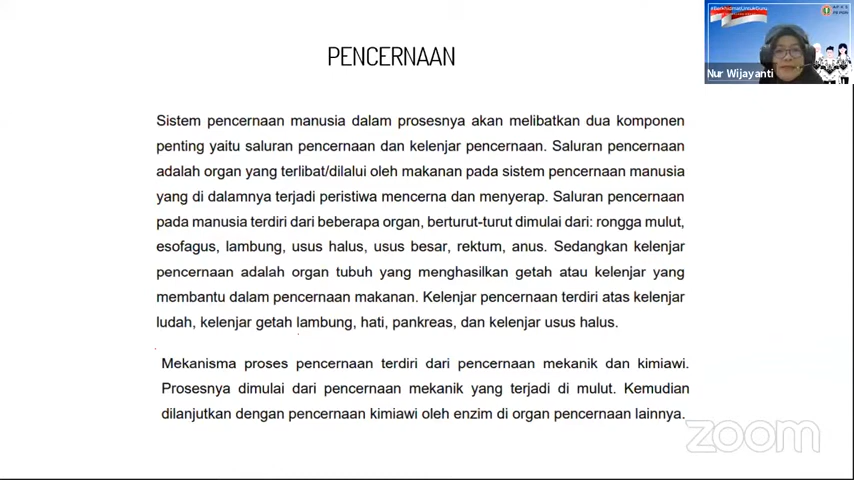 PENCERNAAN
Nur Wijayanti
Sistem pencernaan manusia dalam prosesnya akan melibatkan dua komponen
penting yaitu saluran pencernaan dan kelenjar pencernaan. Saluran pencernaan
adalah organ yang terlibat/dilalui oleh makanan pada sistem pencernaan manusia
yang di dalamnya terjadi peristiwa mencerna dan menyerap. Saluran pencernaan
pada manusia terdiri dari beberapa organ, berturut-turut dimulai dari: rongga mulut,
esofagus, lambung, usus halus, usus besar, rektum, anus. Sedangkan kelenjar
pencernaan adalah organ tubuh yang menghasilkan getah atau kelenjar yang
membantu dalam pencernaan makanan. Kelenjar pencernaan terdiri atas kelenjar
ludah, kelenjar getah lambung, hati, pankreas, dan kelenjar usus halus.
Mekanisma proses pencernaan terdiri dari pencernaan mekanik dan kimiawi.
Prosesnya dimulai dari pencernaan mekanik yang terjadi di mulut. Kemudian
dilanjutkan dengan pencernaan kimiawi oleh enzim di organ pencernaan lainnya.
zoom